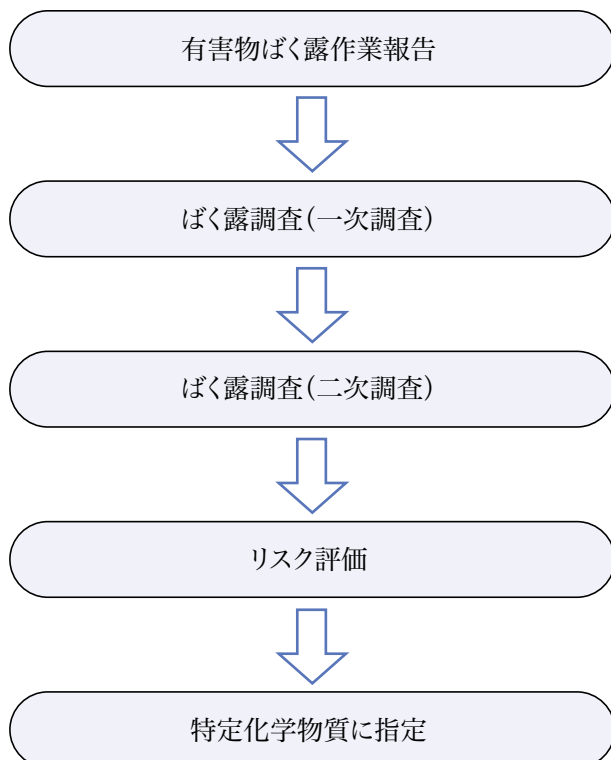 有害物ばく露作業報告
ばく露調査(一次調査)
ばく露調査(二次調査)
リスク評価
特定化学物質に指定